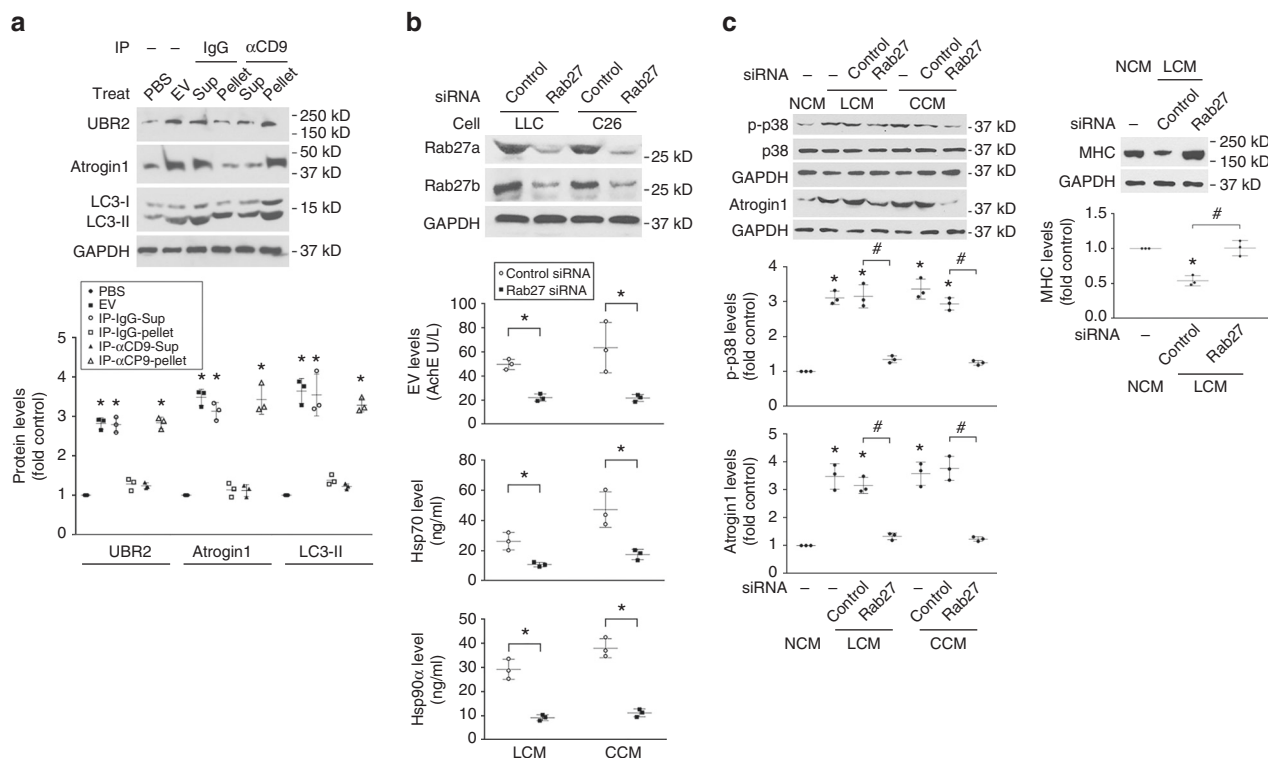 a
IP – – IgG αCD9
Treat PBS EV Sup Pellet Sup Pellet
UBR2
- 250 kD
- 150 kD
Atrogin1
- 50 kD
- 37 kD
LC3-I
LC3-II
- 15 kD
GAPDH
- 37 kD
PBS
EV
IP-IgG-Sup
IP-IgG-pellet
IP-αCD9-Sup
IP-αCP9-pellet
Protein levels
(fold control)
5
4
3
2
1
0
* * * * * * * * *
UBR2 Atrogin1 LC3-II
b
siRNA Control Rab27 Control Rab27
Cell LLC C26
Rab27a
- 25 kD
Rab27b
- 25 kD
GAPDH
- 37 kD
Control siRNA
Rab27 siRNA
EV levels
(AchE U/L)
100
80
60
40
20
0
* *
Hsp70 level
(ng/ml)
80
60
40
20
0
* *
Hsp90α level
(ng/ml)
50
40
30
20
10
0
* *
LCM CCM
c
siRNA – Control Rab27 – Control Rab27
NCM LCM CCM
p-p38
- 37 kD
p38
- 37 kD
GAPDH
- 37 kD
Atrogin1
- 37 kD
GAPDH
- 37 kD
p-p38 levels
(fold control)
5
4
3
2
1
0
* * # * * #
Atrogin1 levels
(fold control)
5
4
3
2
1
0
* * # * #
siRNA – – Control Rab27 – Control Rab27
NCM LCM CCM
NCM LCM
siRNA – Control Rab27
MHC
- 250 kD
- 150 kD
GAPDH
- 37 kD
MHC levels
(fold control)
1.5
1.0
0.5
0.0
* #
siRNA – Control Rab27
NCM LCM